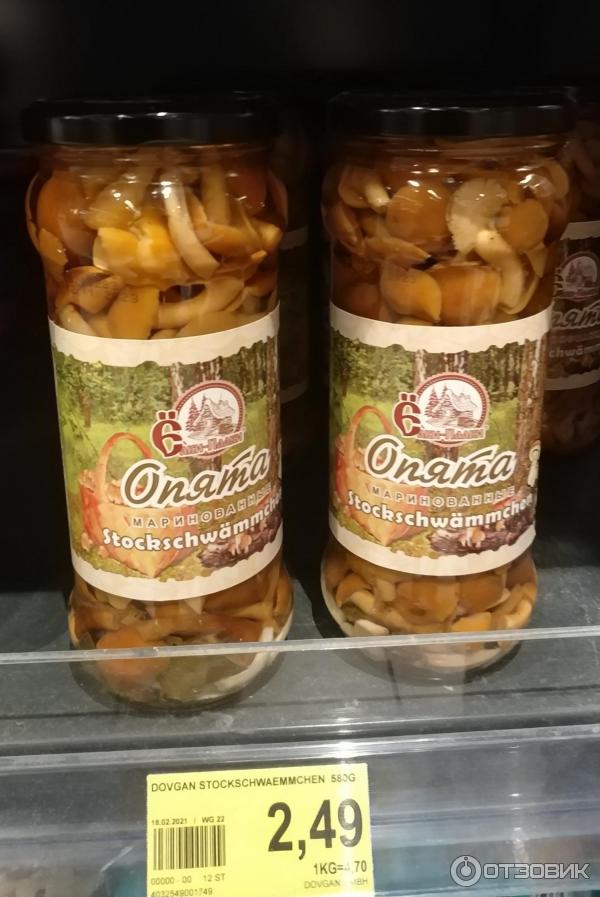 Ё
Опята
МАРИНОВАННЫЕ
Stockschwämmchen
Ё
Опята
МАРИНОВАННЫЕ
Stockschwämmchen
DOVGAN STOCKSCHWAEMMCHEN 580G
18.02.2021 / WG 22
2,49
1KG=4,70
00000 - 00 12 ST
DOVGAN
4032549001749
ОТЗОВИК